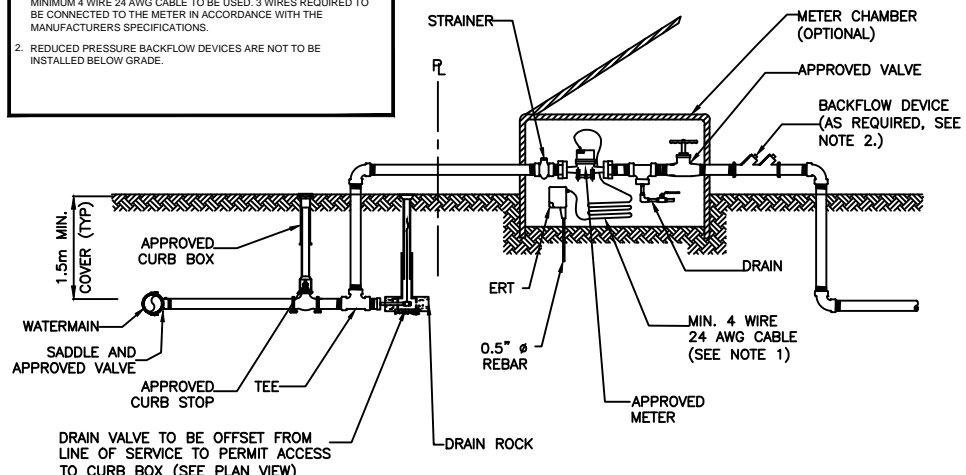 MINIMUM 4 WIRE 24 AWG CABLE TO BE USED. 3 WIRES REQUIRED TO
BE CONNECTED TO THE METER IN ACCORDANCE WITH THE
MANUFACTURERS SPECIFICATIONS.
2. REDUCED PRESSURE BACKFLOW DEVICES ARE NOT TO BE
INSTALLED BELOW GRADE.
STRAINER
METER CHAMBER
(OPTIONAL)
APPROVED VALVE
BACKFLOW DEVICE
(AS REQUIRED, SEE
NOTE 2.)
PL
1.5m MIN.
COVER (TYP)
APPROVED
CURB BOX
WATERMAIN
SADDLE AND
APPROVED VALVE
APPROVED
CURB STOP
TEE
ERT
0.5" ø
REBAR
DRAIN
MIN. 4 WIRE
24 AWG CABLE
(SEE NOTE 1)
APPROVED
METER
DRAIN ROCK
DRAIN VALVE TO BE OFFSET FROM
LINE OF SERVICE TO PERMIT ACCESS
TO CURB BOX (SEE PLAN VIEW)